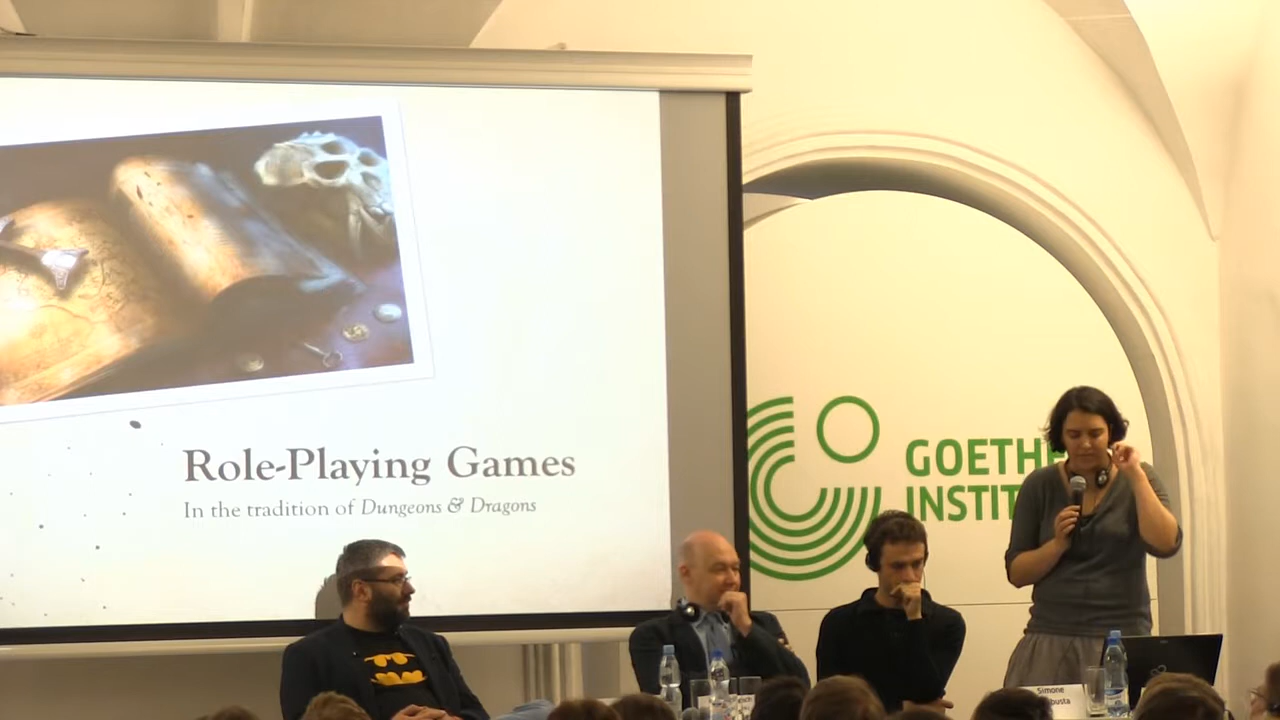 Role-Playing Games
In the tradition of Dungeons & Dragons
GOETHE
INSTIT
Simone